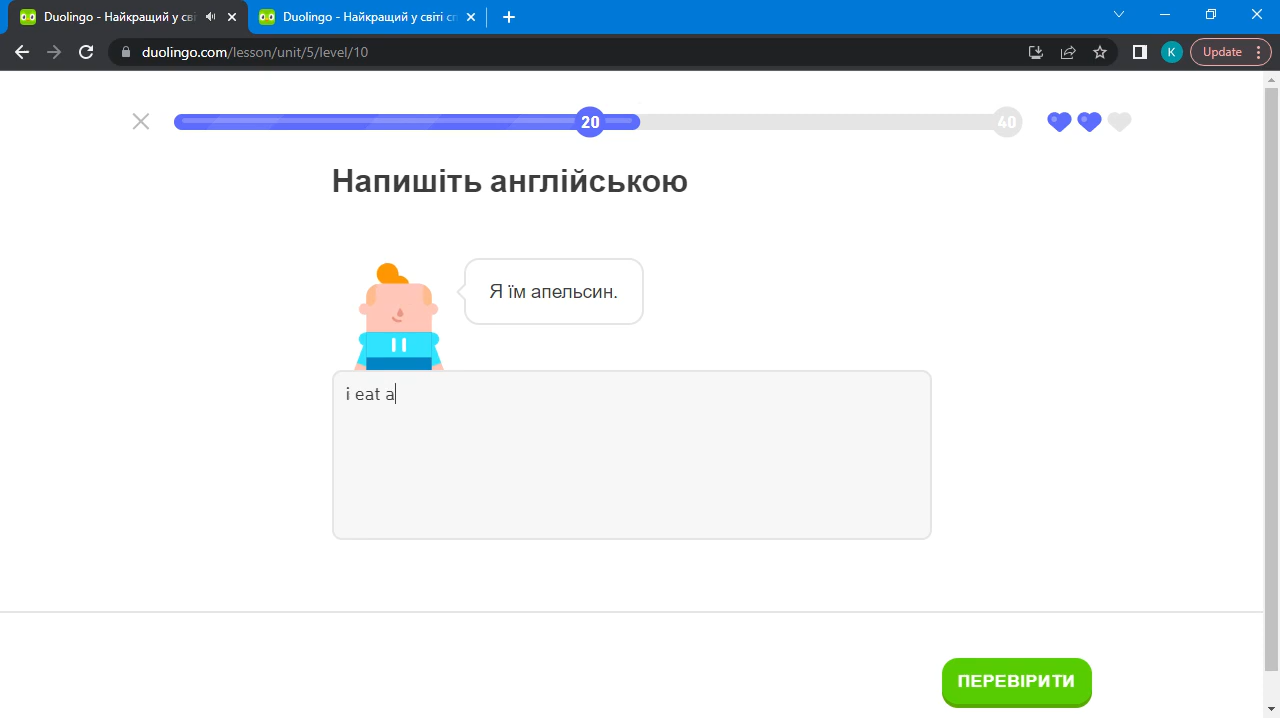 Duolingo - Найкращий у сві
Duolingo - Найкращий у світі сп
duolingo.com/lesson/unit/5/level/10
K
Update
20
40
Напишіть англійською
Я їм апельсин.
i eat a
ПЕРЕВІРИТИ